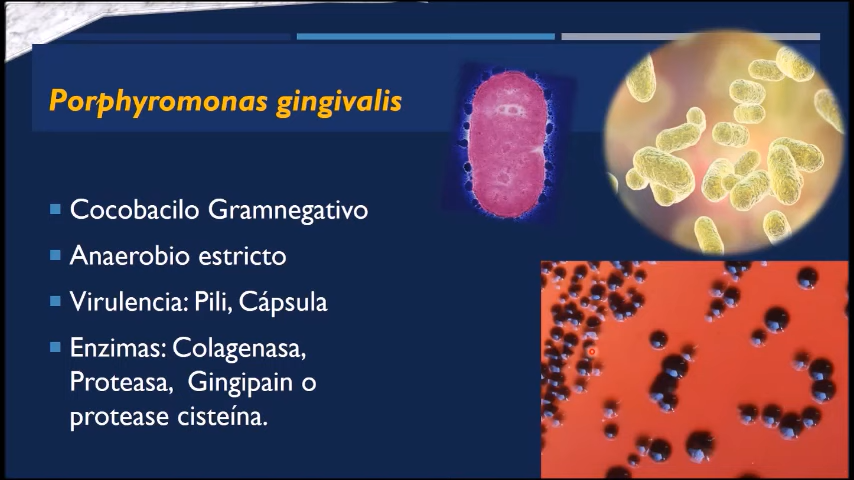 Porphyromonas gingivalis
Cocobacilo Gramnegativo
Anaerobio estricto
Virulencia: Pili, Cápsula
Enzimas: Colagenasa,
Proteasa, Gingipain o
protease cisteína.